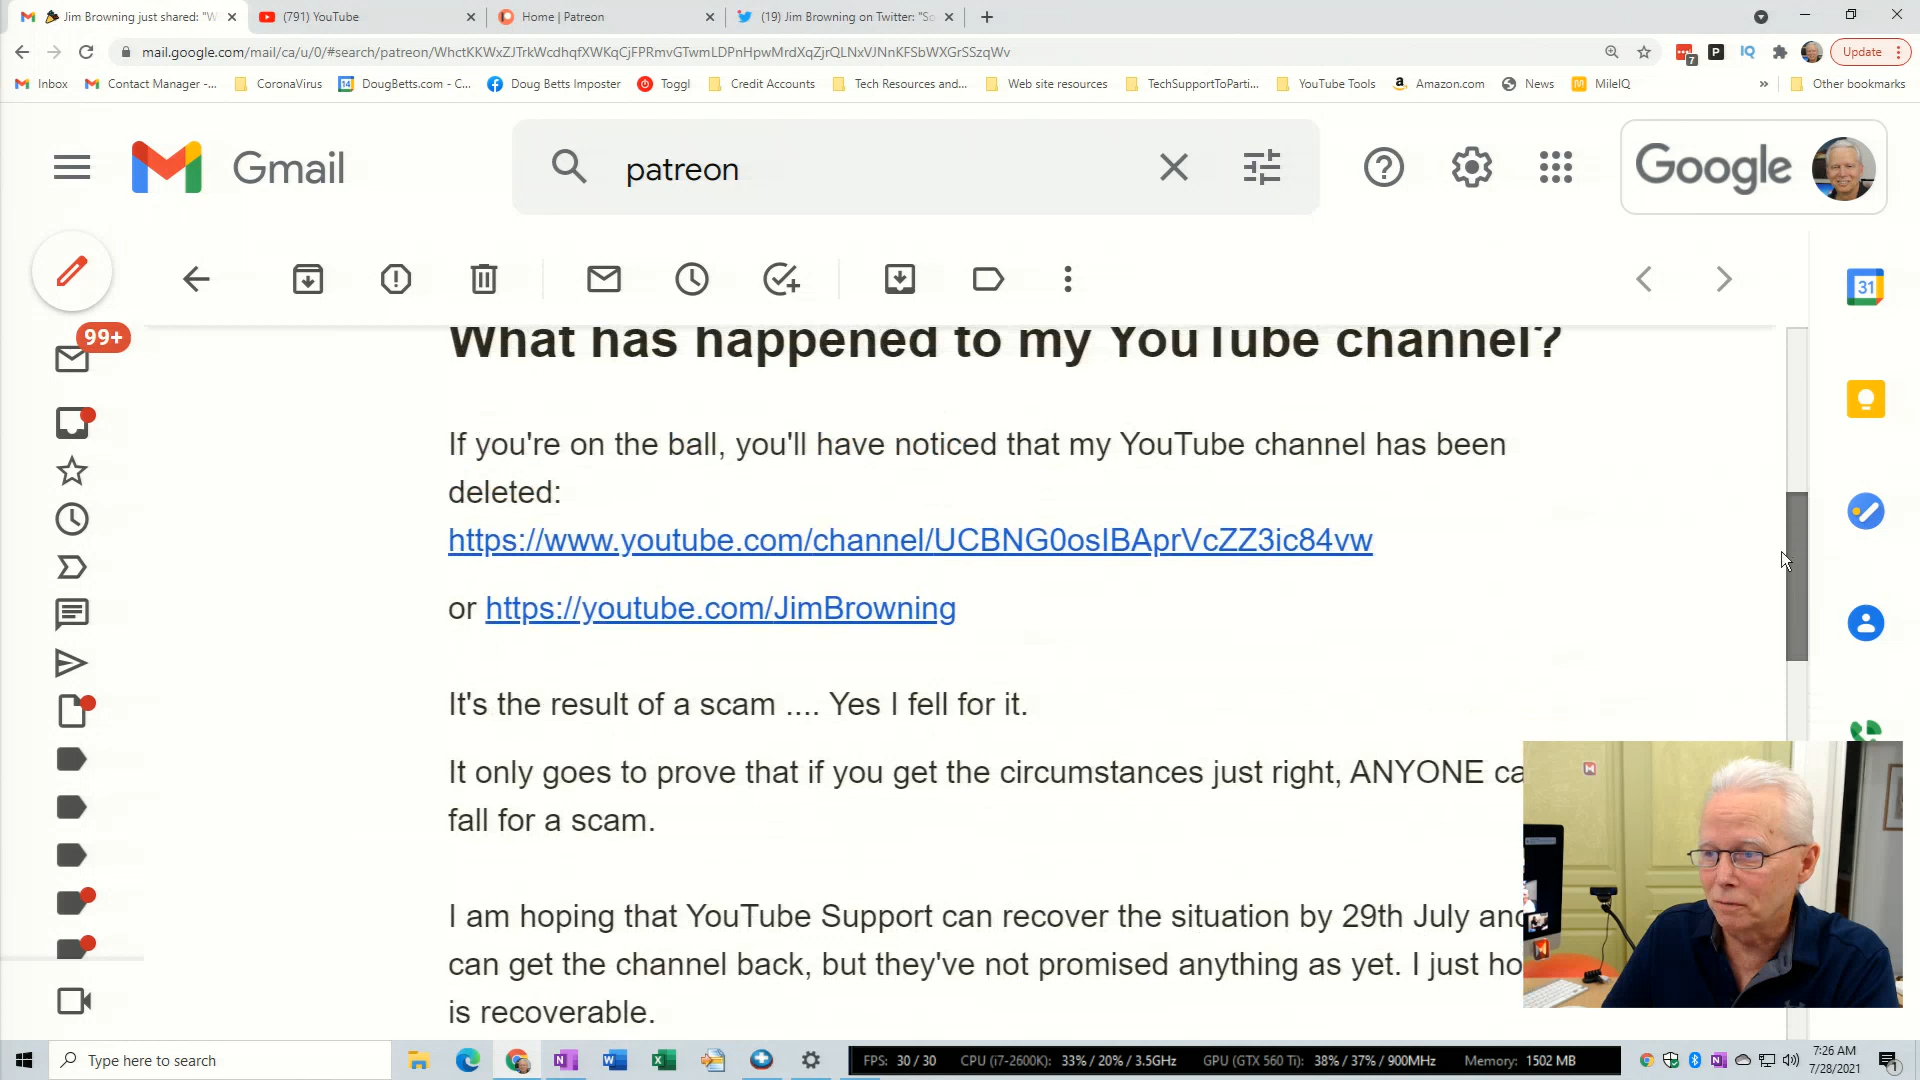 Jim Browning just shared: "W
(791) YouTube
Home | Patreon
(19) Jim Browning on Twitter: "So
mail.google.com/mail/ca/u/0/#search/patreon/WhctKKWxZJTrkWcdhqfXWKqCjFPRmvGTwmLDPnHpwMrdXqZjrQLNxVJNnKFSbWXGrSSzqWv
7
P
IQ
Update
Inbox
Contact Manager -...
CoronaVirus
14
DougBetts.com - C...
Doug Betts Imposter
Toggl
Credit Accounts
Tech Resources and...
Web site resources
TechSupportToParti...
YouTube Tools
Amazon.com
News
MileIQ
»
Other bookmarks
Gmail
patreon
Google
99+
31
What has happened to my YouTube channel?
If you're on the ball, you'll have noticed that my YouTube channel has been
deleted:
https://www.youtube.com/channel/UCBNG0osIBAprVcZZ3ic84vw
or https://youtube.com/JimBrowning
It's the result of a scam .... Yes I fell for it.
It only goes to prove that if you get the circumstances just right, ANYONE ca
fall for a scam.
I am hoping that YouTube Support can recover the situation by 29th July and
can get the channel back, but they've not promised anything as yet. I just ho
is recoverable.
Type here to search
FPS: 30 / 30 CPU (i7-2600K): 33% / 20% / 3.5GHz GPU (GTX 560 Ti): 38% / 37% / 900MHz Memory: 1502 MB
7:26 AM
7/28/2021
1